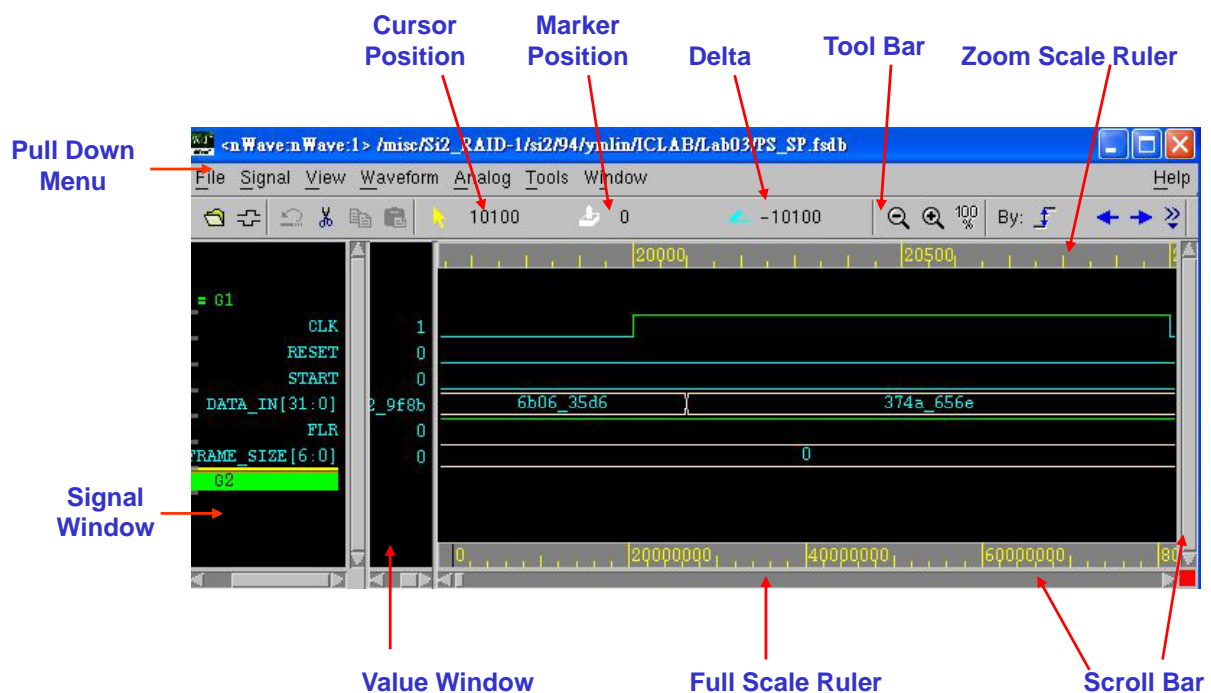 Cursor
Position
Marker
Position
Delta
Tool Bar
Zoom Scale Ruler
Pull Down
Menu
<nWave:nWave:1> /misc/Si2_RAID-1/si2/94/ymlin/ICLAB/Lab03/PS_SP.fsdb
File Signal View Waveform Analog Tools Window Help
10100 0 -10100 100% By:
20000 20500
= G1
CLK 1
RESET 0
START 0
DATA_IN[31:0] 2_9f8b 6b06_35d6 374a_656e
FLR 0
FRAME_SIZE[6:0] 0 0
G2
Signal
Window
0 20000000 40000000 60000000 80
Value Window
Full Scale Ruler
Scroll Bar